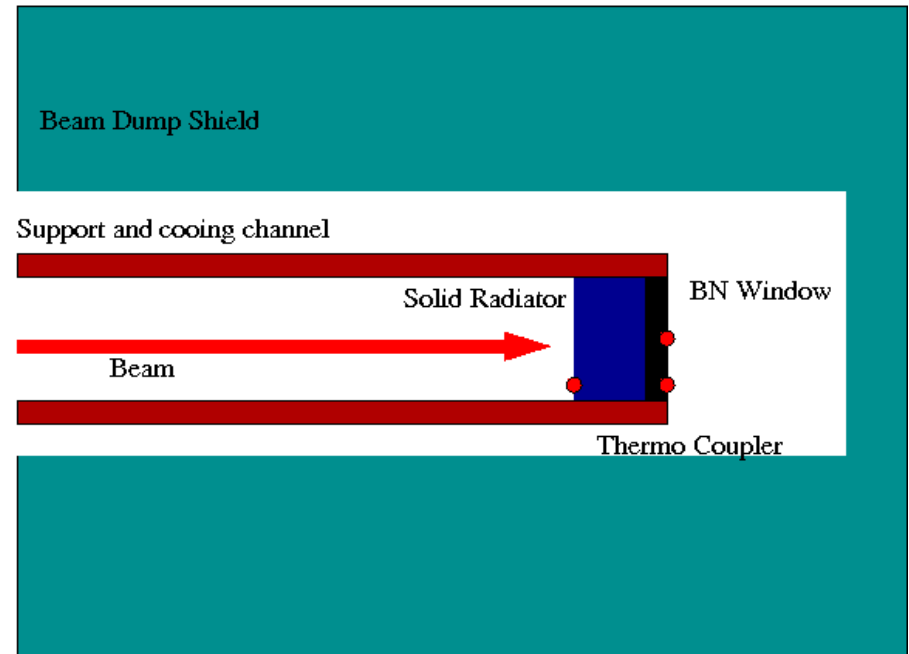 Beam Dump Shield
Support and cooing channel
Solid Radiator
BN Window
Beam
Thermo Coupler